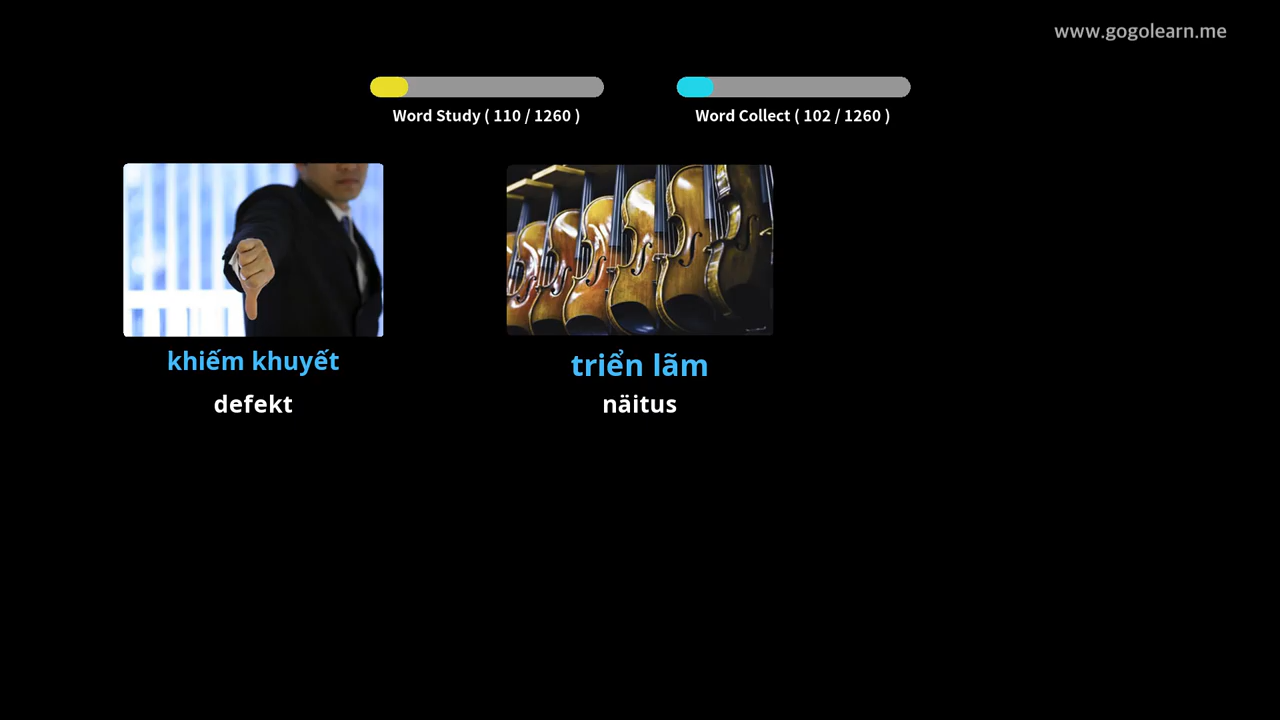 www.gogolearn.me
Word Study ( 110 / 1260 )
Word Collect ( 102 / 1260 )
khiếm khuyết
defekt
triển lãm
näitus